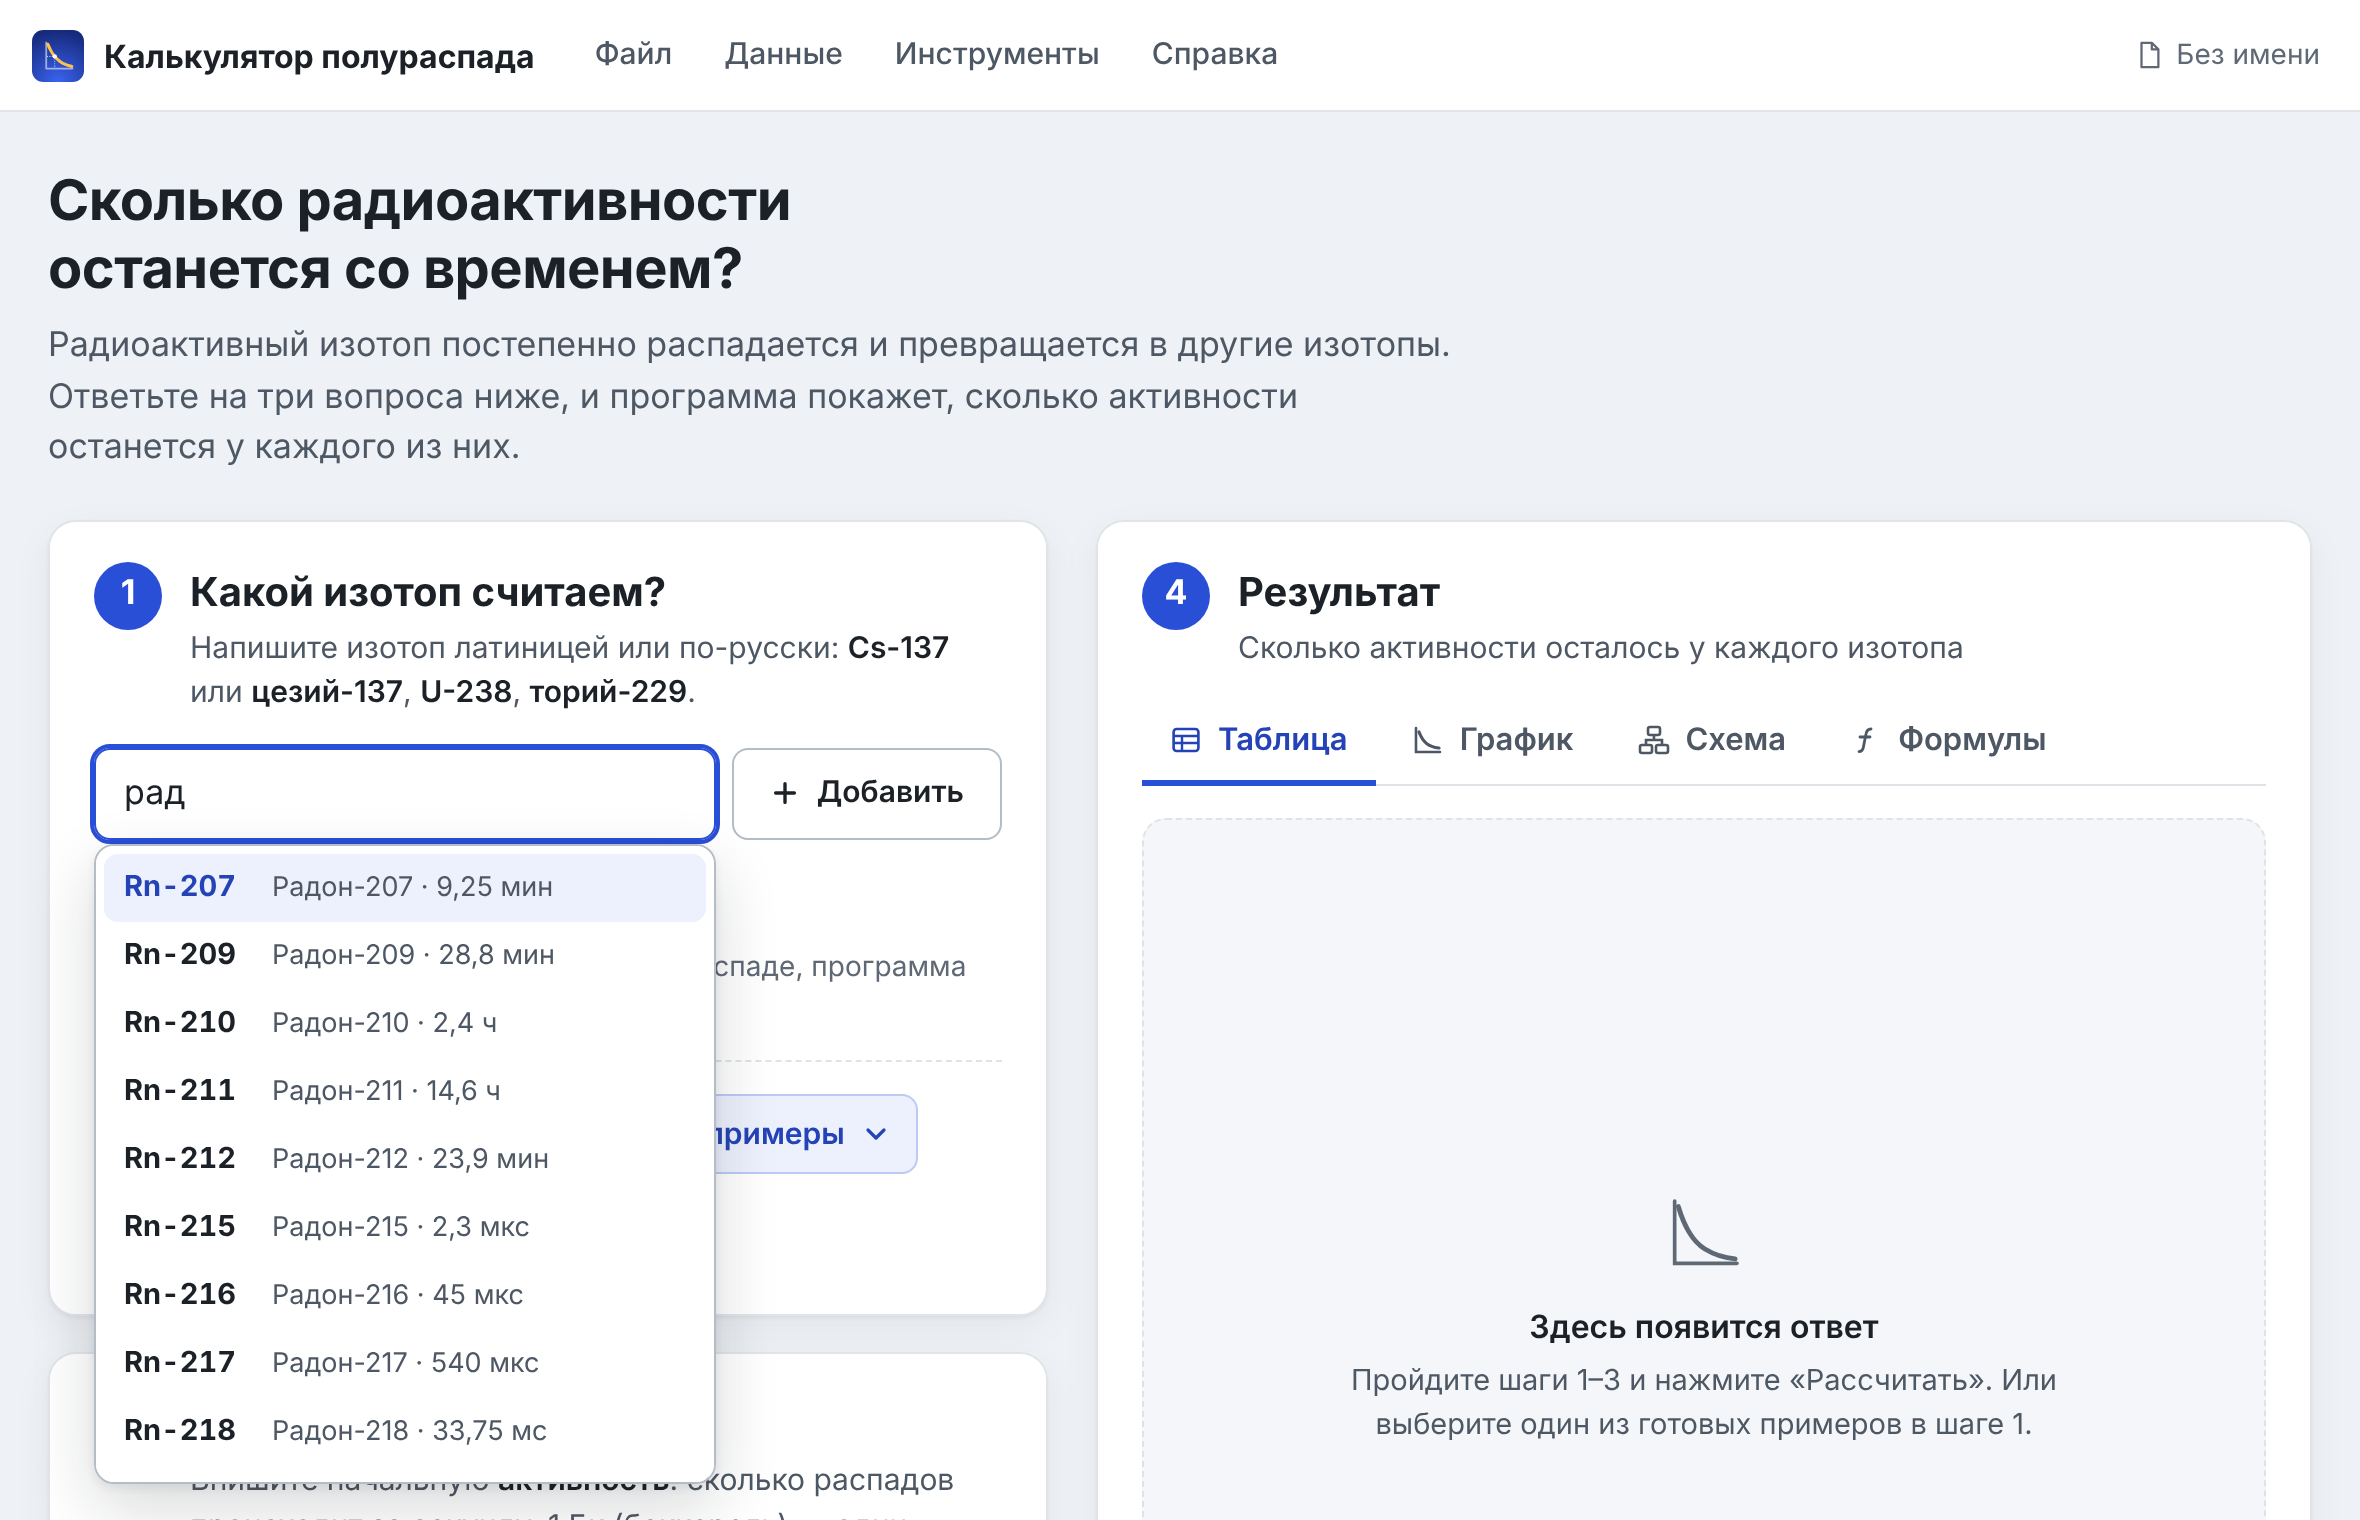 Калькулятор полураспада
Файл
Данные
Инструменты
Справка
Без имени
Сколько радиоактивности
останется со временем?
Радиоактивный изотоп постепенно распадается и превращается в другие изотопы.
Ответьте на три вопроса ниже, и программа покажет, сколько активности
останется у каждого из них.
1
Какой изотоп считаем?
Напишите изотоп латиницей или по-русски: Cs-137
или цезий-137, U-238, торий-229.
рад
Добавить
Rn-207 Радон-207 · 9,25 мин
Rn-209 Радон-209 · 28,8 мин
Rn-210 Радон-210 · 2,4 ч
Rn-211 Радон-211 · 14,6 ч
Rn-212 Радон-212 · 23,9 мин
Rn-215 Радон-215 · 2,3 мкс
Rn-216 Радон-216 · 45 мкс
Rn-217 Радон-217 · 540 мкс
Rn-218 Радон-218 · 33,75 мс
программа
примеры
активность: сколько распадов
4
Результат
Сколько активности осталось у каждого изотопа
Таблица
График
Схема
Формулы
Здесь появится ответ
Пройдите шаги 1–3 и нажмите «Рассчитать». Или
выберите один из готовых примеров в шаге 1.